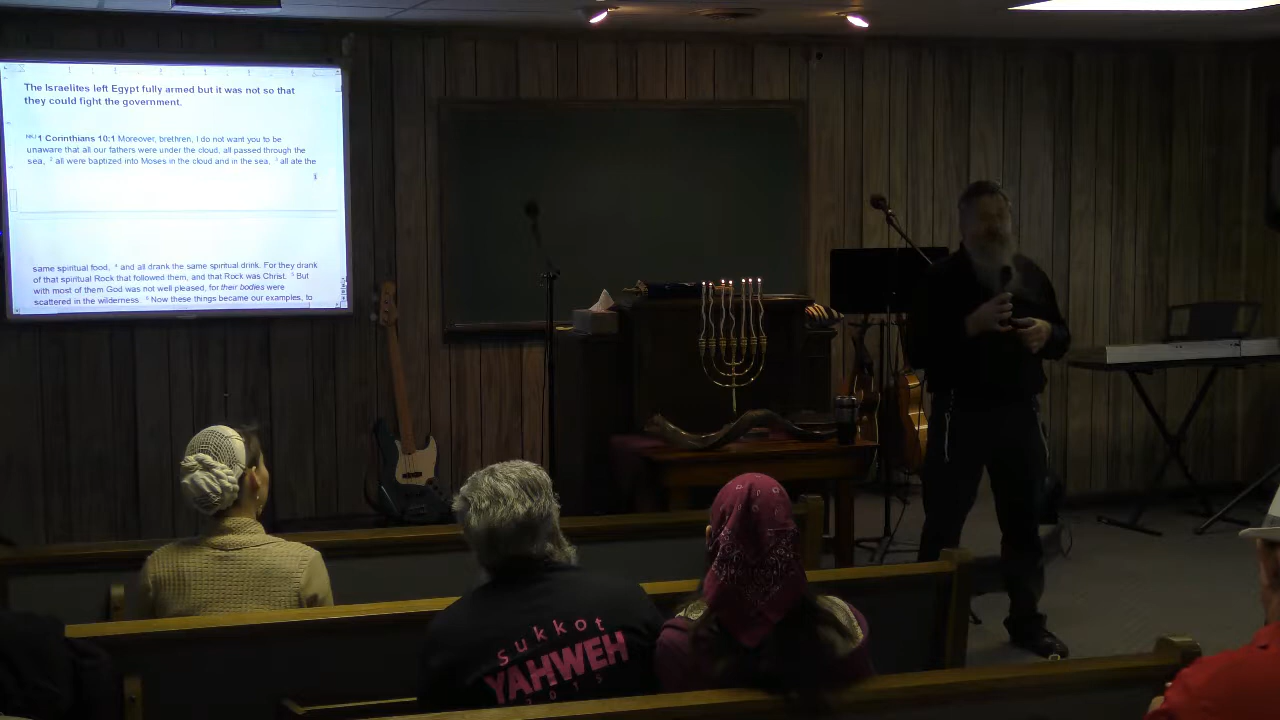 The Israelites left Egypt fully armed but it was not so that
they could fight the government.
NKJ 1 Corinthians 10:1 Moreover, brethren, I do not want you to be
unaware that all our fathers were under the cloud, all passed through the
sea, 2 all were baptized into Moses in the cloud and in the sea, 3 all ate the
1
same spiritual food, 4 and all drank the same spiritual drink. For they drank
of that spiritual Rock that followed them, and that Rock was Christ. 5 But
with most of them God was not well pleased, for their bodies were
scattered in the wilderness. 6 Now these things became our examples, to
Sukkot
YAHWEH
2015